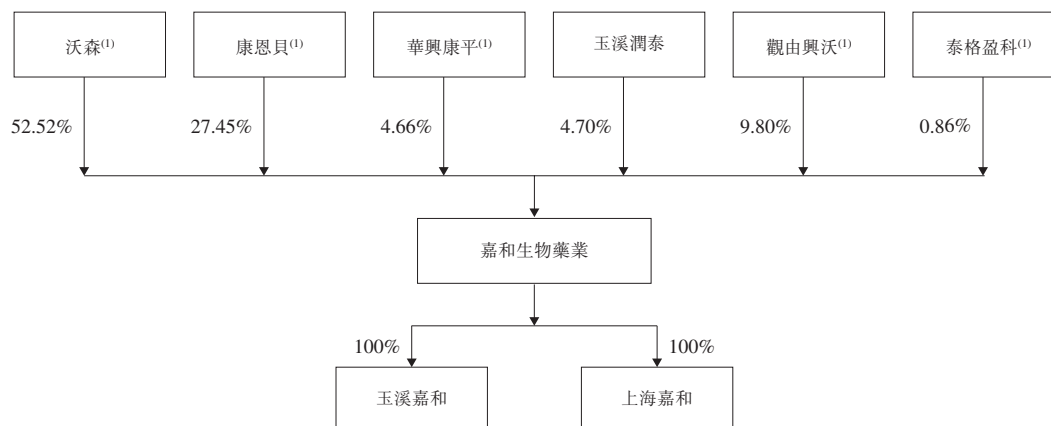 沃森(1) 康恩貝(1) 華興康平(1) 玉溪潤泰 觀由興沃(1) 泰格盈科(1)
52.52% 27.45% 4.66% 4.70% 9.80% 0.86%
嘉和生物藥業
100% 100%
玉溪嘉和 上海嘉和